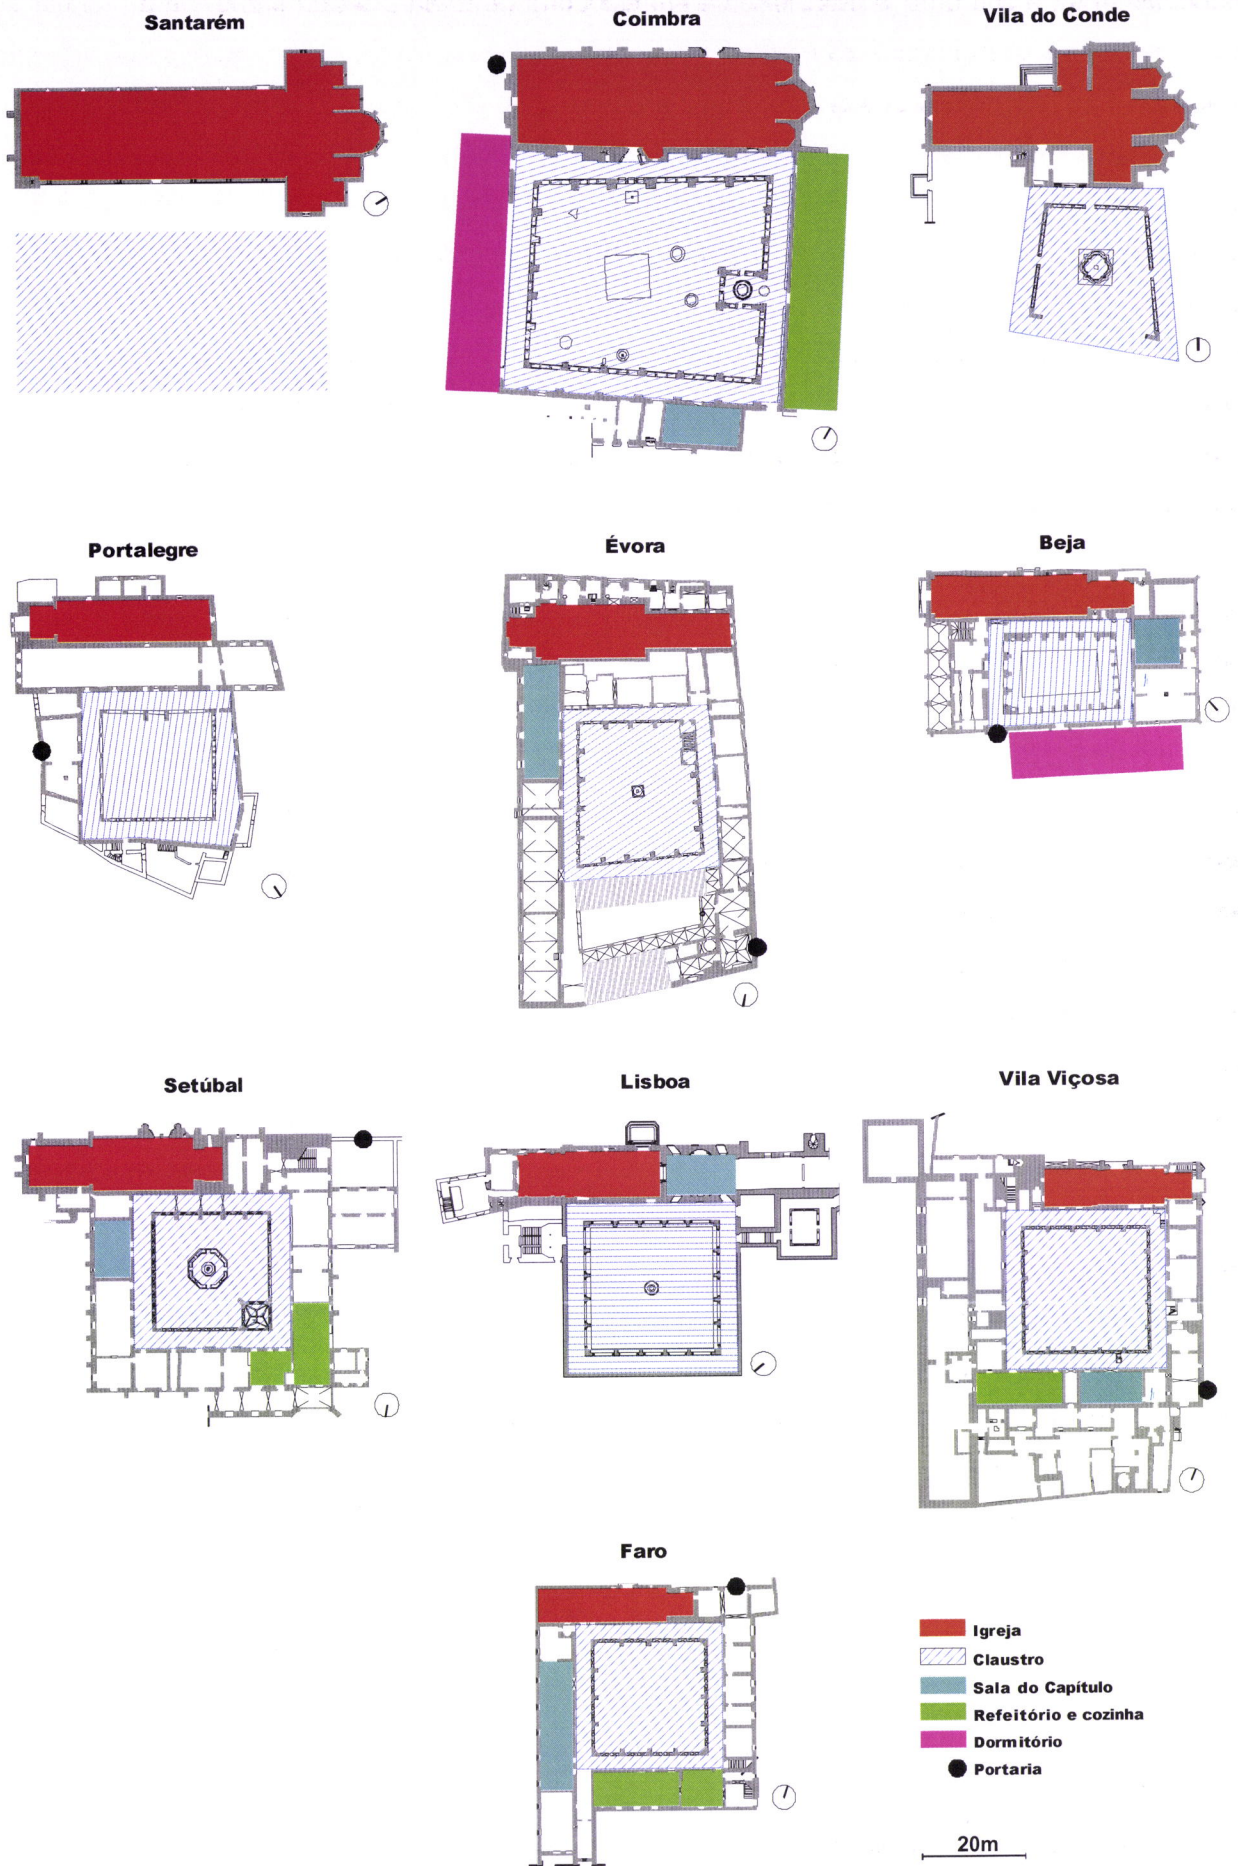 Santarém
Coimbra
Vila do Conde
Portalegre
Évora
Beja
Setúbal
Lisboa
Vila Viçosa
Faro
Igreja
Claustro
Sala do Capítulo
Refeitório e cozinha
Dormitório
Portaria
20m